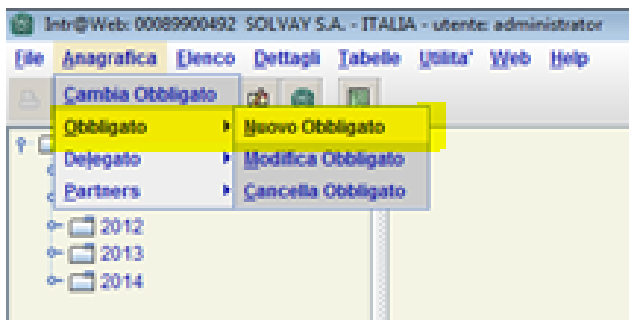 Intr@Web: 00089900492 SOLVAY S.A. - ITALIA - utente: administrator
File Anagrafica Elenco Dettagli Tabelle Utilita' Web Help
Cambia Obbligato
Obbligato Nuovo Obbligato
Delegato Modifica Obbligato
Partners Cancella Obbligato
2012
2013
2014